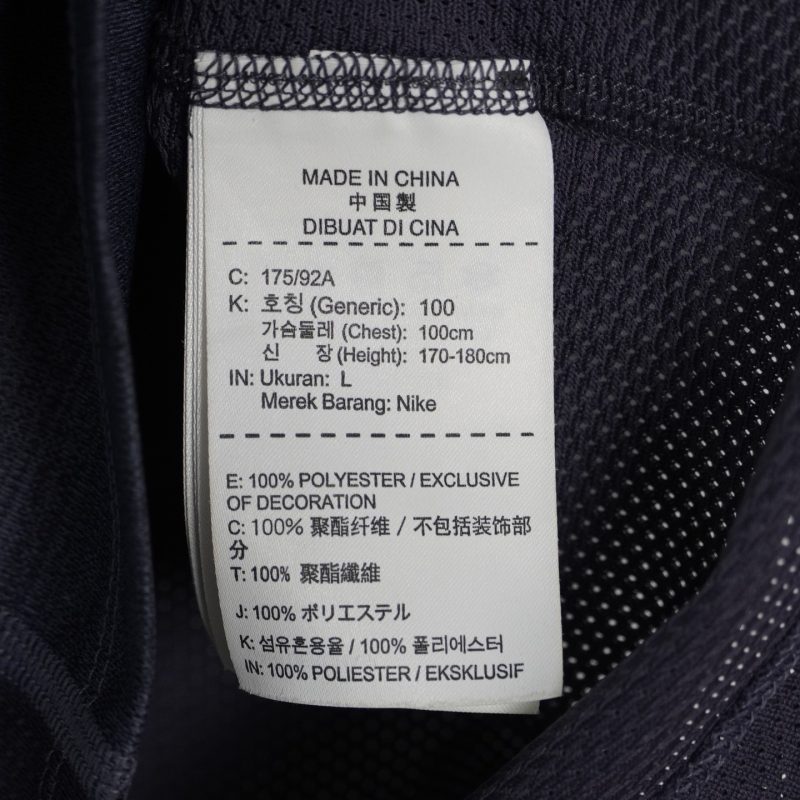 MADE IN CHINA
中国製
DIBUAT DI CINA
C: 175/92A
K: 호칭 (Generic): 100
가슴둘레 (Chest): 100cm
신 장 (Height): 170-180cm
IN: Ukuran: L
Merek Barang: Nike
E: 100% POLYESTER / EXCLUSIVE
OF DECORATION
C: 100% 聚酯纤维 / 不包括装饰部
分
T: 100% 聚酯纖維
J: 100% ポリエステル
K: 섬유혼용율 / 100% 폴리에스터
IN: 100% POLIESTER / EKSKLUSIF